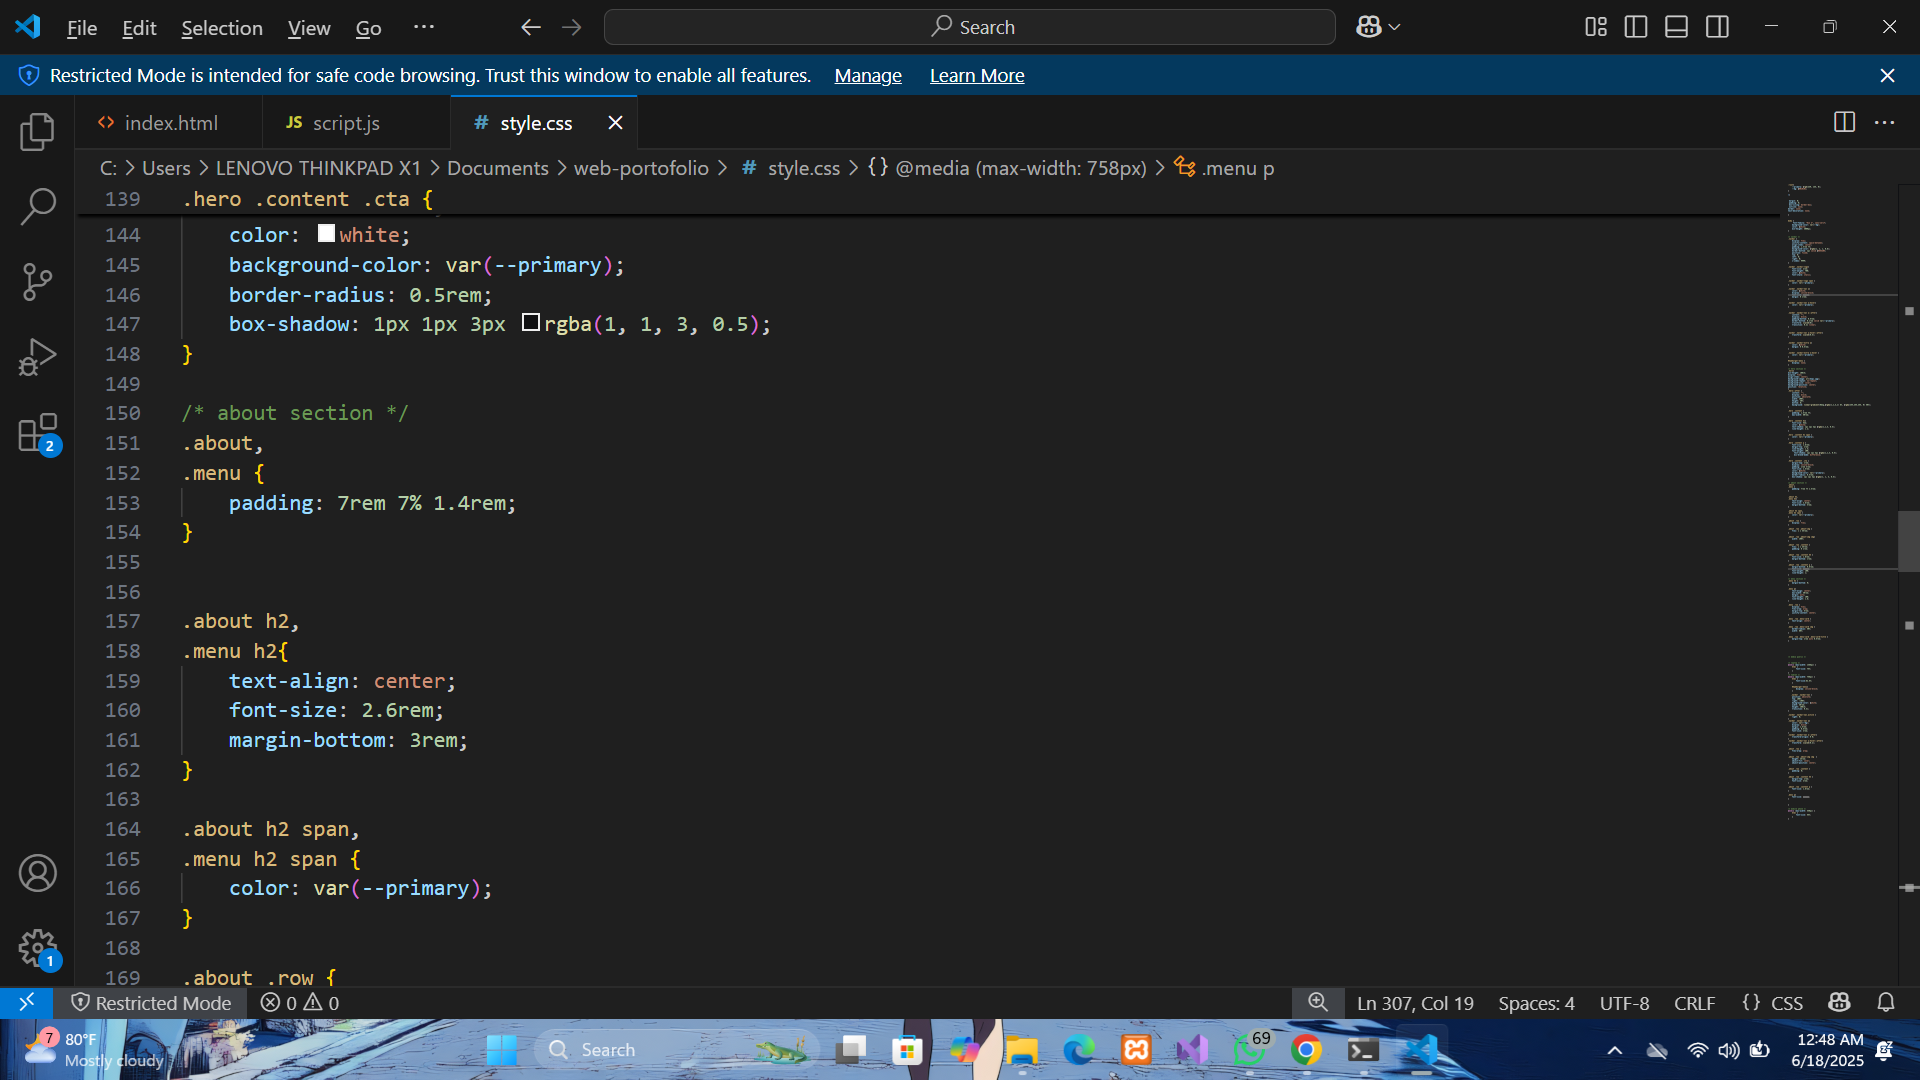 File Edit Selection View Go ··· Search
Restricted Mode is intended for safe code browsing. Trust this window to enable all features. Manage Learn More
index.html JS script.js # style.css
C: > Users > LENOVO THINKPAD X1 > Documents > web-portofolio > # style.css > {} @media (max-width: 758px) > .menu p
139 .hero .content .cta {
144 color: white;
145 background-color: var(--primary);
146 border-radius: 0.5rem;
147 box-shadow: 1px 1px 3px rgba(1, 1, 3, 0.5);
148 }
149
150 /* about section */
151 .about,
152 .menu {
153 padding: 7rem 7% 1.4rem;
154 }
155
156
157 .about h2,
158 .menu h2{
159 text-align: center;
160 font-size: 2.6rem;
161 margin-bottom: 3rem;
162 }
163
164 .about h2 span,
165 .menu h2 span {
166 color: var(--primary);
167 }
168
169 .about .row {
2
1
Restricted Mode 0 0 Ln 307, Col 19 Spaces: 4 UTF-8 CRLF {} CSS
7 80°F Mostly cloudy Search 69 12:48 AM
6/18/2025